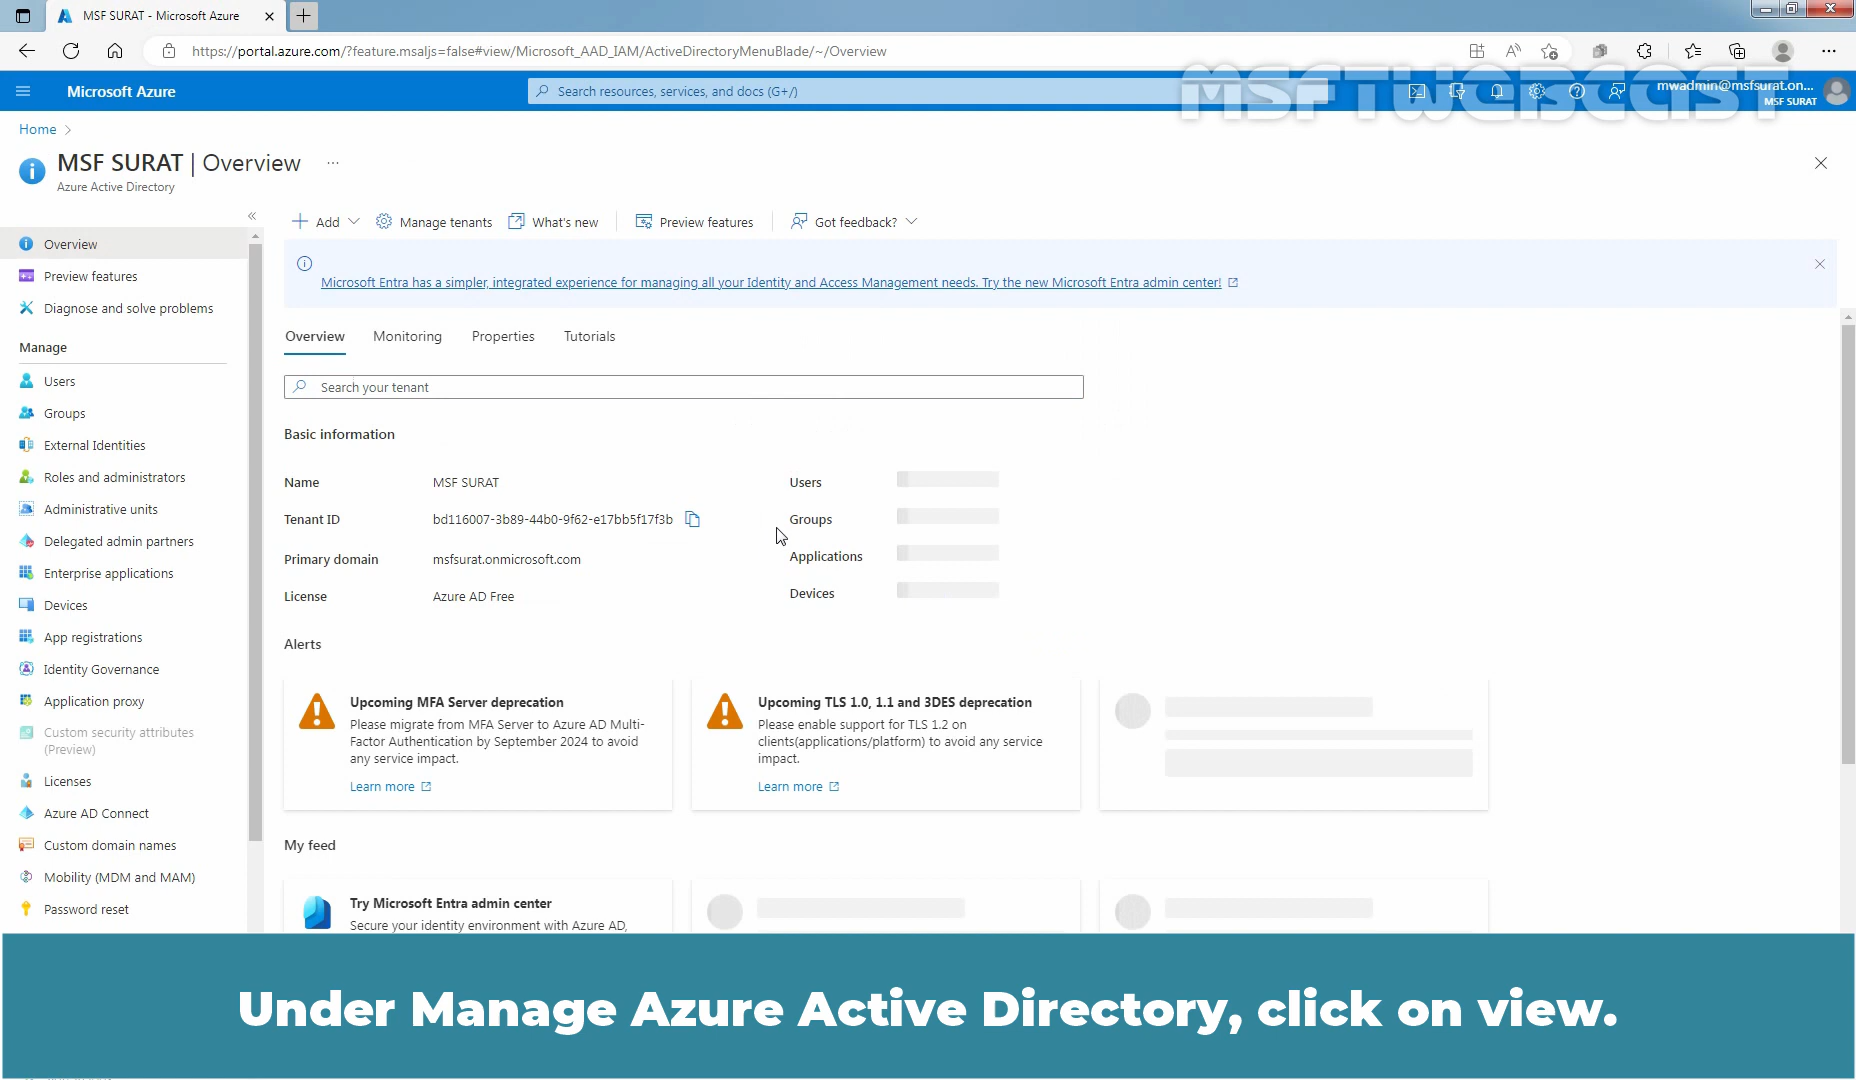 MSF SURAT - Microsoft Azure
https://portal.azure.com/?feature.msaljs=false#view/Microsoft_AAD_IAM/ActiveDirectoryMenuBlade/~/Overview
Microsoft Azure
Search resources, services, and docs (G+/)
MSFTWEBCAST
mwadmin@msfsurat.on...
MSF SURAT
Home
MSF SURAT | Overview
...
Azure Active Directory
Add
Manage tenants
What's new
Preview features
Got feedback?
Microsoft Entra has a simpler, integrated experience for managing all your Identity and Access Management needs. Try the new Microsoft Entra admin center!
Overview
Preview features
Diagnose and solve problems
Manage
Users
Groups
External Identities
Roles and administrators
Administrative units
Delegated admin partners
Enterprise applications
Devices
App registrations
Identity Governance
Application proxy
Custom security attributes
(Preview)
Licenses
Azure AD Connect
Custom domain names
Mobility (MDM and MAM)
Password reset
Overview
Monitoring
Properties
Tutorials
Search your tenant
Basic information
Name
MSF SURAT
Users
Tenant ID
bd116007-3b89-44b0-9f62-e17bb5f17f3b
Groups
Primary domain
msfsurat.onmicrosoft.com
Applications
License
Azure AD Free
Devices
Alerts
Upcoming MFA Server deprecation
Please migrate from MFA Server to Azure AD Multi-
Factor Authentication by September 2024 to avoid
any service impact.
Learn more
Upcoming TLS 1.0, 1.1 and 3DES deprecation
Please enable support for TLS 1.2 on
clients(applications/platform) to avoid any service
impact.
Learn more
My feed
Try Microsoft Entra admin center
Secure your identity environment with Azure AD,
Under Manage Azure Active Directory, click on view.